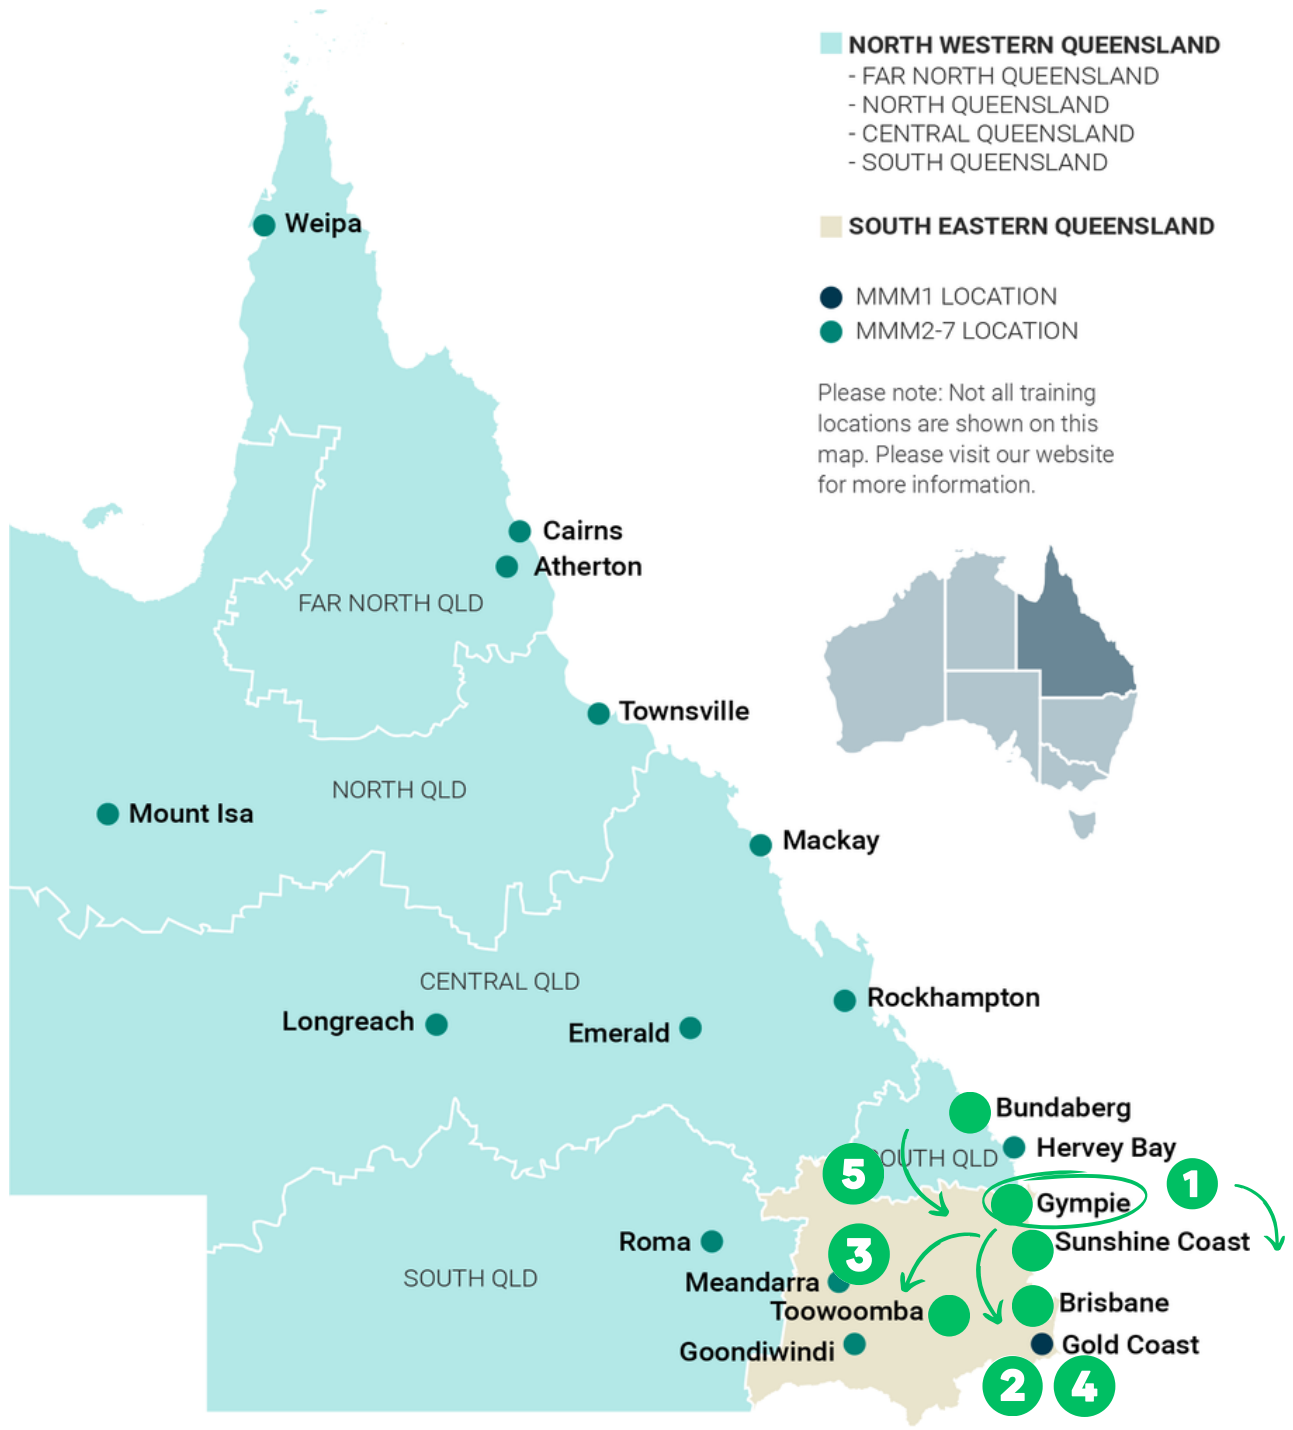 NORTH WESTERN QUEENSLAND
- FAR NORTH QUEENSLAND
- NORTH QUEENSLAND
- CENTRAL QUEENSLAND
- SOUTH QUEENSLAND
SOUTH EASTERN QUEENSLAND
MMM1 LOCATION
MMM2-7 LOCATION
Please note: Not all training
locations are shown on this
map. Please visit our website
for more information.
Weipa
Cairns
Atherton
FAR NORTH QLD
Townsville
NORTH QLD
Mount Isa
Mackay
CENTRAL QLD
Rockhampton
Longreach
Emerald
Bundaberg
Hervey Bay
5
OUTH QLD
1
Gympie
Roma
3
Sunshine Coast
SOUTH QLD
Meandarra
Toowoomba
Brisbane
Goondiwindi
Gold Coast
2
4